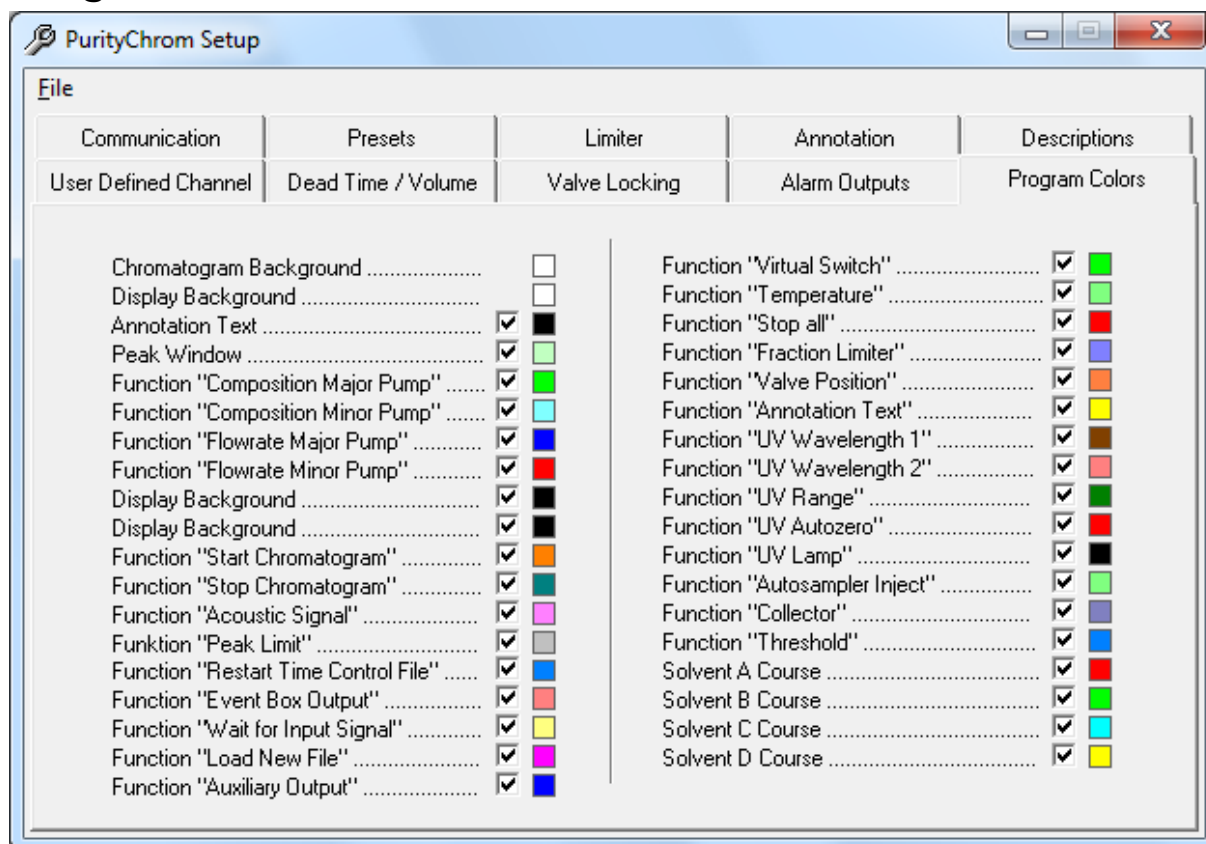 PurityChrom Setup
File
Communication
Presets
Limiter
Annotation
Descriptions
User Defined Channel
Dead Time / Volume
Valve Locking
Alarm Outputs
Program Colors
Chromatogram Background ....................
Display Background ...............................
Annotation Text ......................................
Peak Window .........................................
Function "Composition Major Pump" .......
Function "Composition Minor Pump" .......
Function "Flowrate Major Pump" ............
Function "Flowrate Minor Pump" ............
Display Background ...............................
Display Background ...............................
Function "Start Chromatogram" ..............
Function "Stop Chromatogram" ..............
Function "Acoustic Signal" .....................
Funktion "Peak Limit" ............................
Function "Restart Time Control File" ......
Function "Event Box Output" .................
Function "Wait for Input Signal" .............
Function "Load New File" ......................
Function "Auxiliary Output" ....................
Function "Virtual Switch" .........................
Function "Temperature" ...........................
Function "Stop all" ..................................
Function "Fraction Limiter" ......................
Function "Valve Position" .......................
Function "Annotation Text" ....................
Function "UV Wavelength 1" ...................
Function "UV Wavelength 2" ...................
Function "UV Range" ............................
Function "UV Autozero" .........................
Function "UV Lamp" ..............................
Function "Autosampler Inject" .................
Function "Collector" ...............................
Function "Threshold" .............................
Solvent A Course ....................................
Solvent B Course ....................................
Solvent C Course ....................................
Solvent D Course ....................................